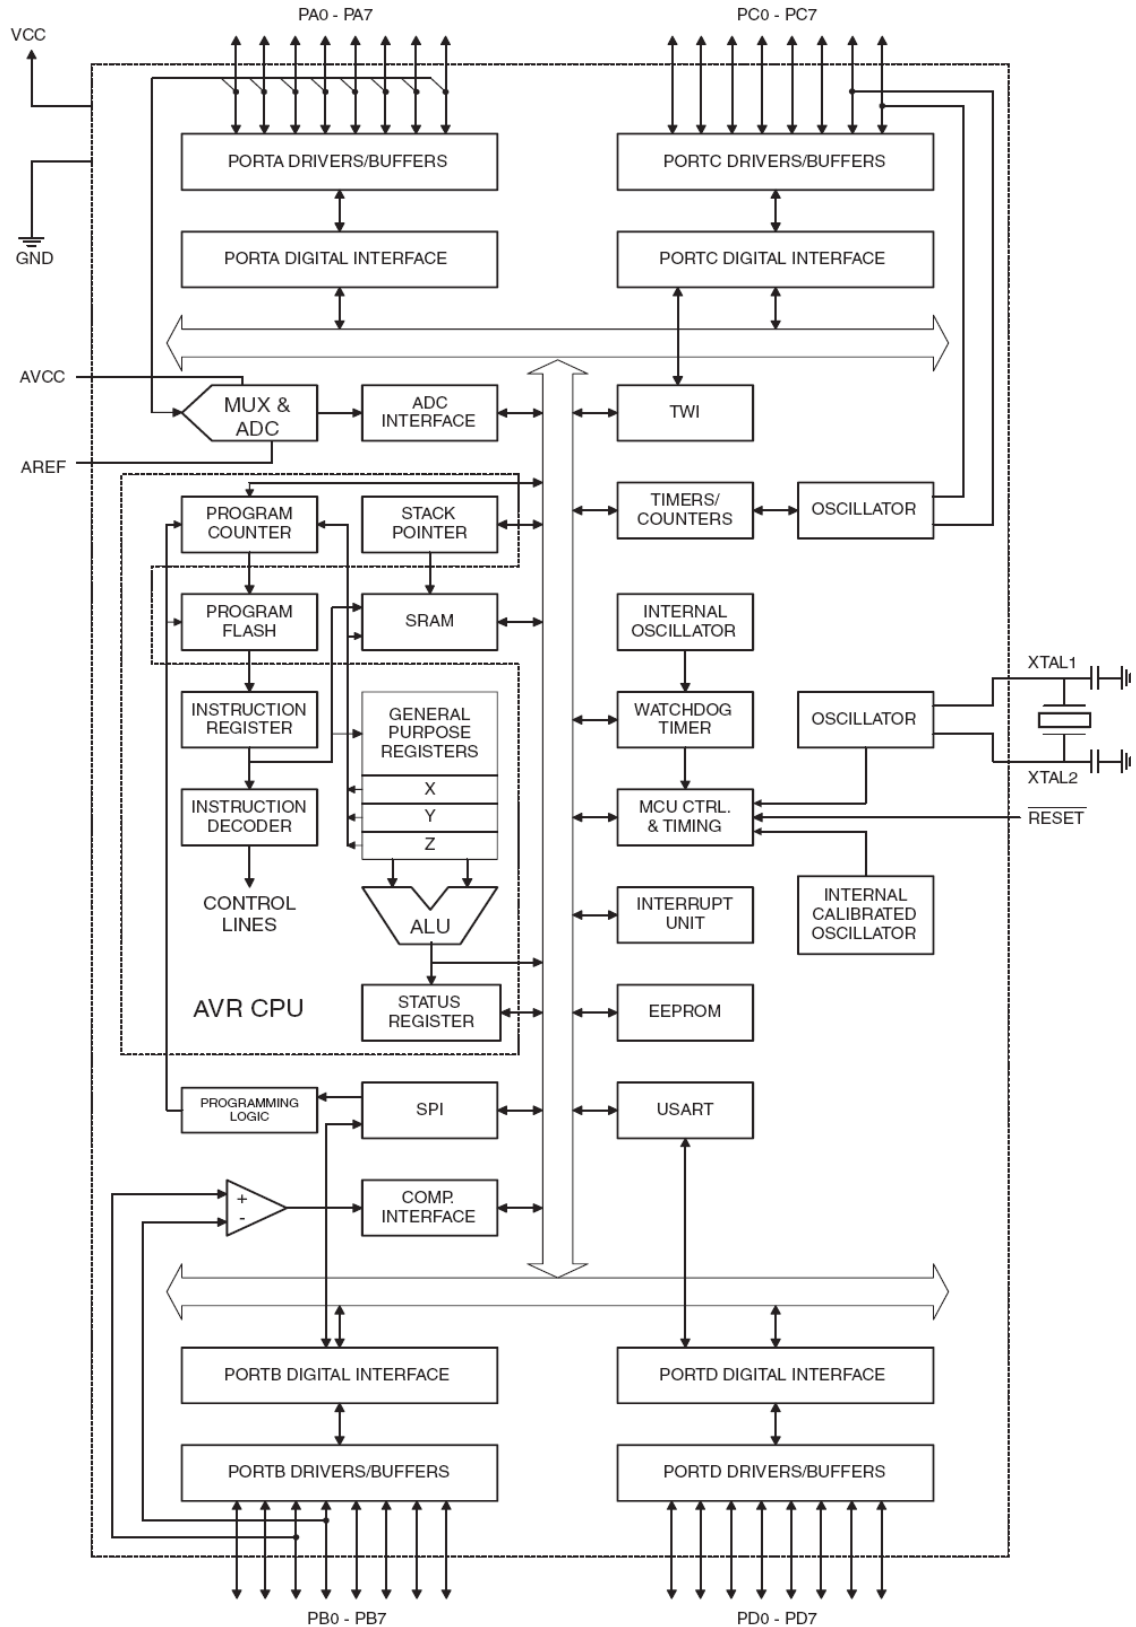 PA0 - PA7
PC0 - PC7
VCC
PORTA DRIVERS/BUFFERS
PORTC DRIVERS/BUFFERS
GND
PORTA DIGITAL INTERFACE
PORTC DIGITAL INTERFACE
AVCC
MUX &
ADC
ADC
INTERFACE
TWI
AREF
PROGRAM
COUNTER
STACK
POINTER
TIMERS/
COUNTERS
OSCILLATOR
PROGRAM
FLASH
SRAM
INTERNAL
OSCILLATOR
XTAL1
INSTRUCTION
REGISTER
GENERAL
PURPOSE
REGISTERS
WATCHDOG
TIMER
OSCILLATOR
XTAL2
X
Y
Z
INSTRUCTION
DECODER
MCU CTRL.
& TIMING
RESET
CONTROL
LINES
ALU
INTERRUPT
UNIT
INTERNAL
CALIBRATED
OSCILLATOR
AVR CPU
STATUS
REGISTER
EEPROM
PROGRAMMING
LOGIC
SPI
USART
+
-
COMP.
INTERFACE
PORTB DIGITAL INTERFACE
PORTD DIGITAL INTERFACE
PORTB DRIVERS/BUFFERS
PORTD DRIVERS/BUFFERS
PB0 - PB7
PD0 - PD7